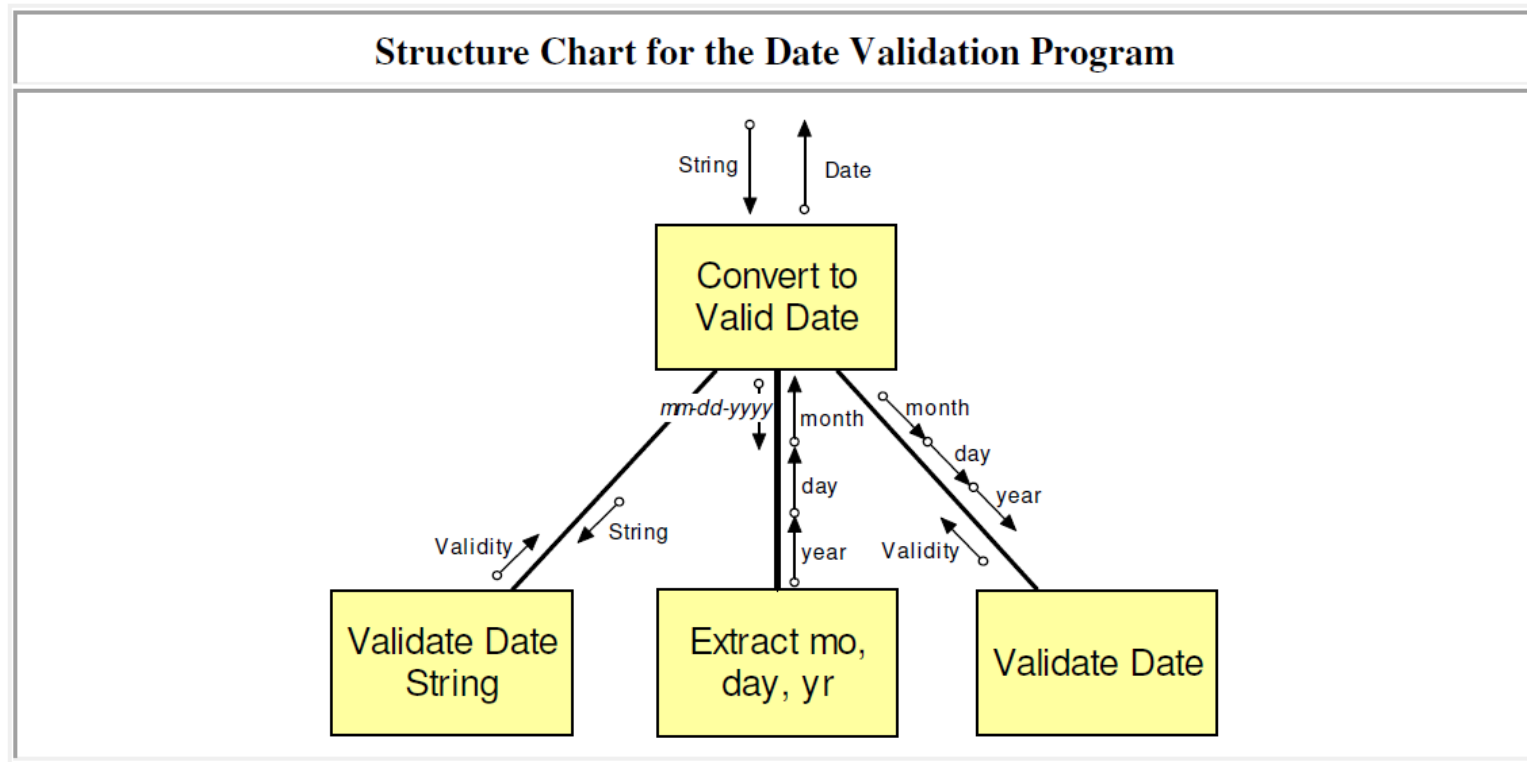 Structure Chart for the Date Validation Program
String
Date
Convert to
Valid Date
mm-dd-yyyy
month
month
day
day
year
String
Validity
year
Validity
Validate Date
String
Extract mo,
day, yr
Validate Date